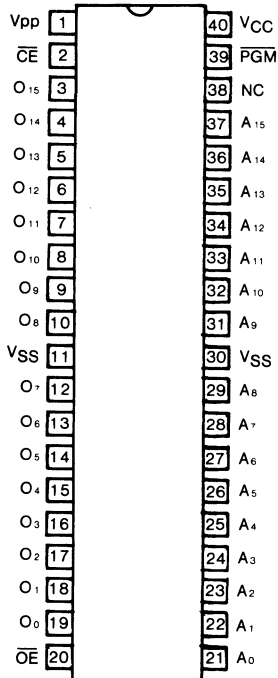 Vpp 1 40 VCC
C̅E̅ 2 39 P̅G̅M̅
O15 3 38 NC
O14 4 37 A15
O13 5 36 A14
O12 6 35 A13
O11 7 34 A12
O10 8 33 A11
O9 9 32 A10
O8 10 31 A9
VSS 11 30 VSS
O7 12 29 A8
O6 13 28 A7
O5 14 27 A6
O4 15 26 A5
O3 16 25 A4
O2 17 24 A3
O1 18 23 A2
O0 19 22 A1
O̅E̅ 20 21 A0